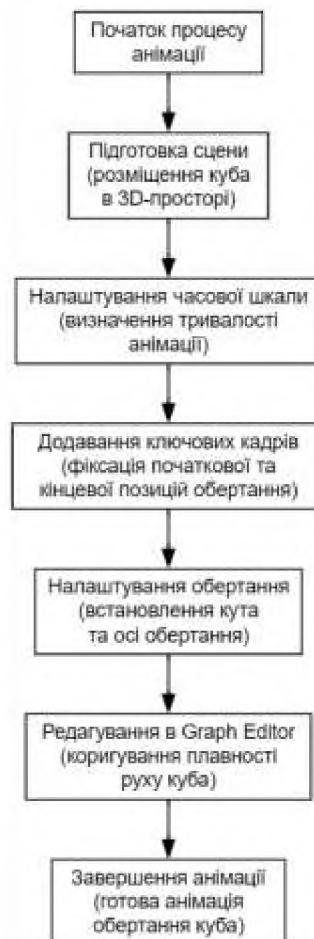 Початок процесу
анімації
Підготовка сцени
(розміщення куба
в 3D-просторі)
Налаштування часової шкали
(визначення тривалості
анімації)
Додавання ключових кадрів
(фіксація початкової та
кінцевої позицій обертання)
Налаштування обертання
(встановлення кута
та осі обертання)
Редагування в Graph Editor
(коригування плавності
руху куба)
Завершення анімації
(готова анімація
обертання куба)